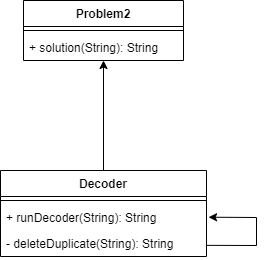 Problem2
+ solution(String): String
Decoder
+ runDecoder(String): String
- deleteDuplicate(String): String